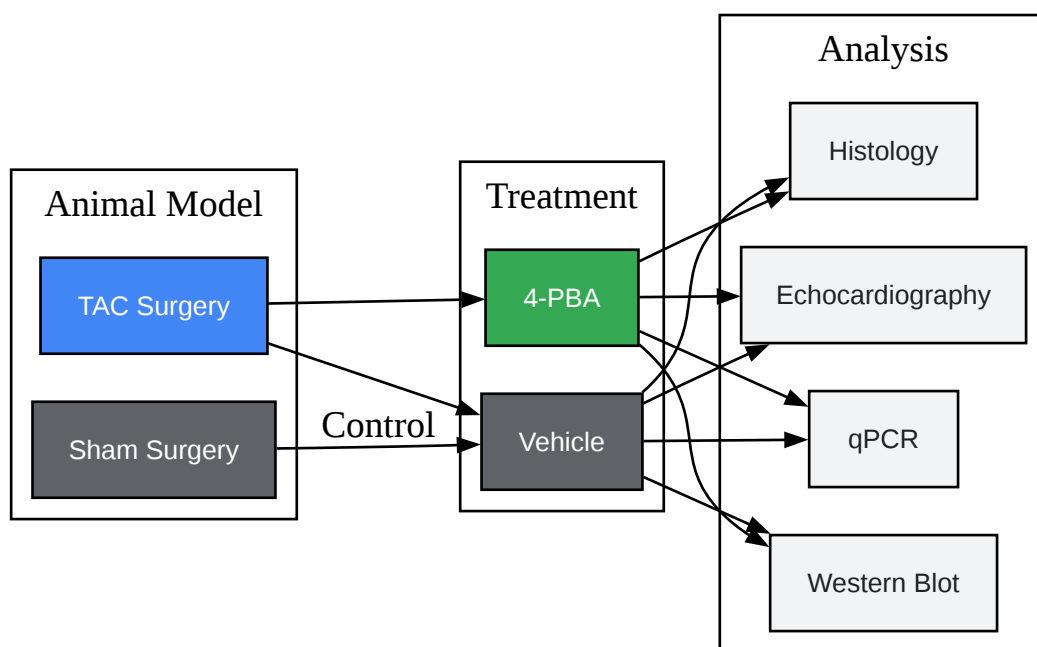 Animal Model
TAC Surgery
Sham Surgery
Control
Treatment
4-PBA
Vehicle
Analysis
Histology
Echocardiography
qPCR
Western Blot